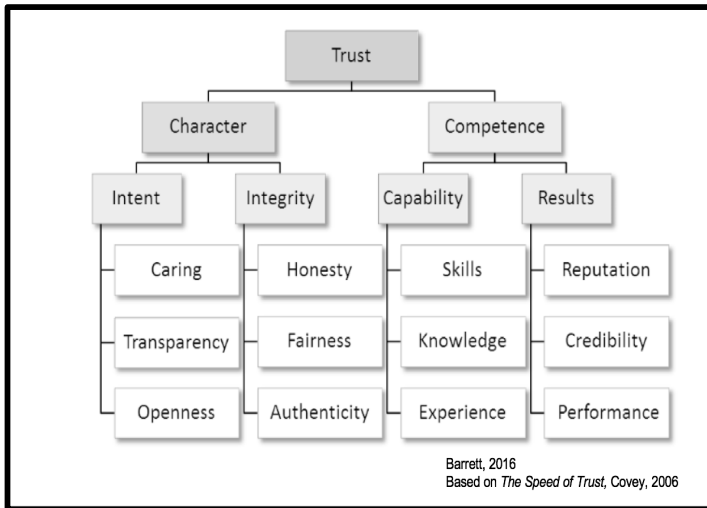 Trust
Character
Competence
Intent
Integrity
Capability
Results
Caring
Honesty
Skills
Reputation
Transparency
Fairness
Knowledge
Credibility
Openness
Authenticity
Experience
Performance
Barrett, 2016
Based on The Speed of Trust, Covey, 2006